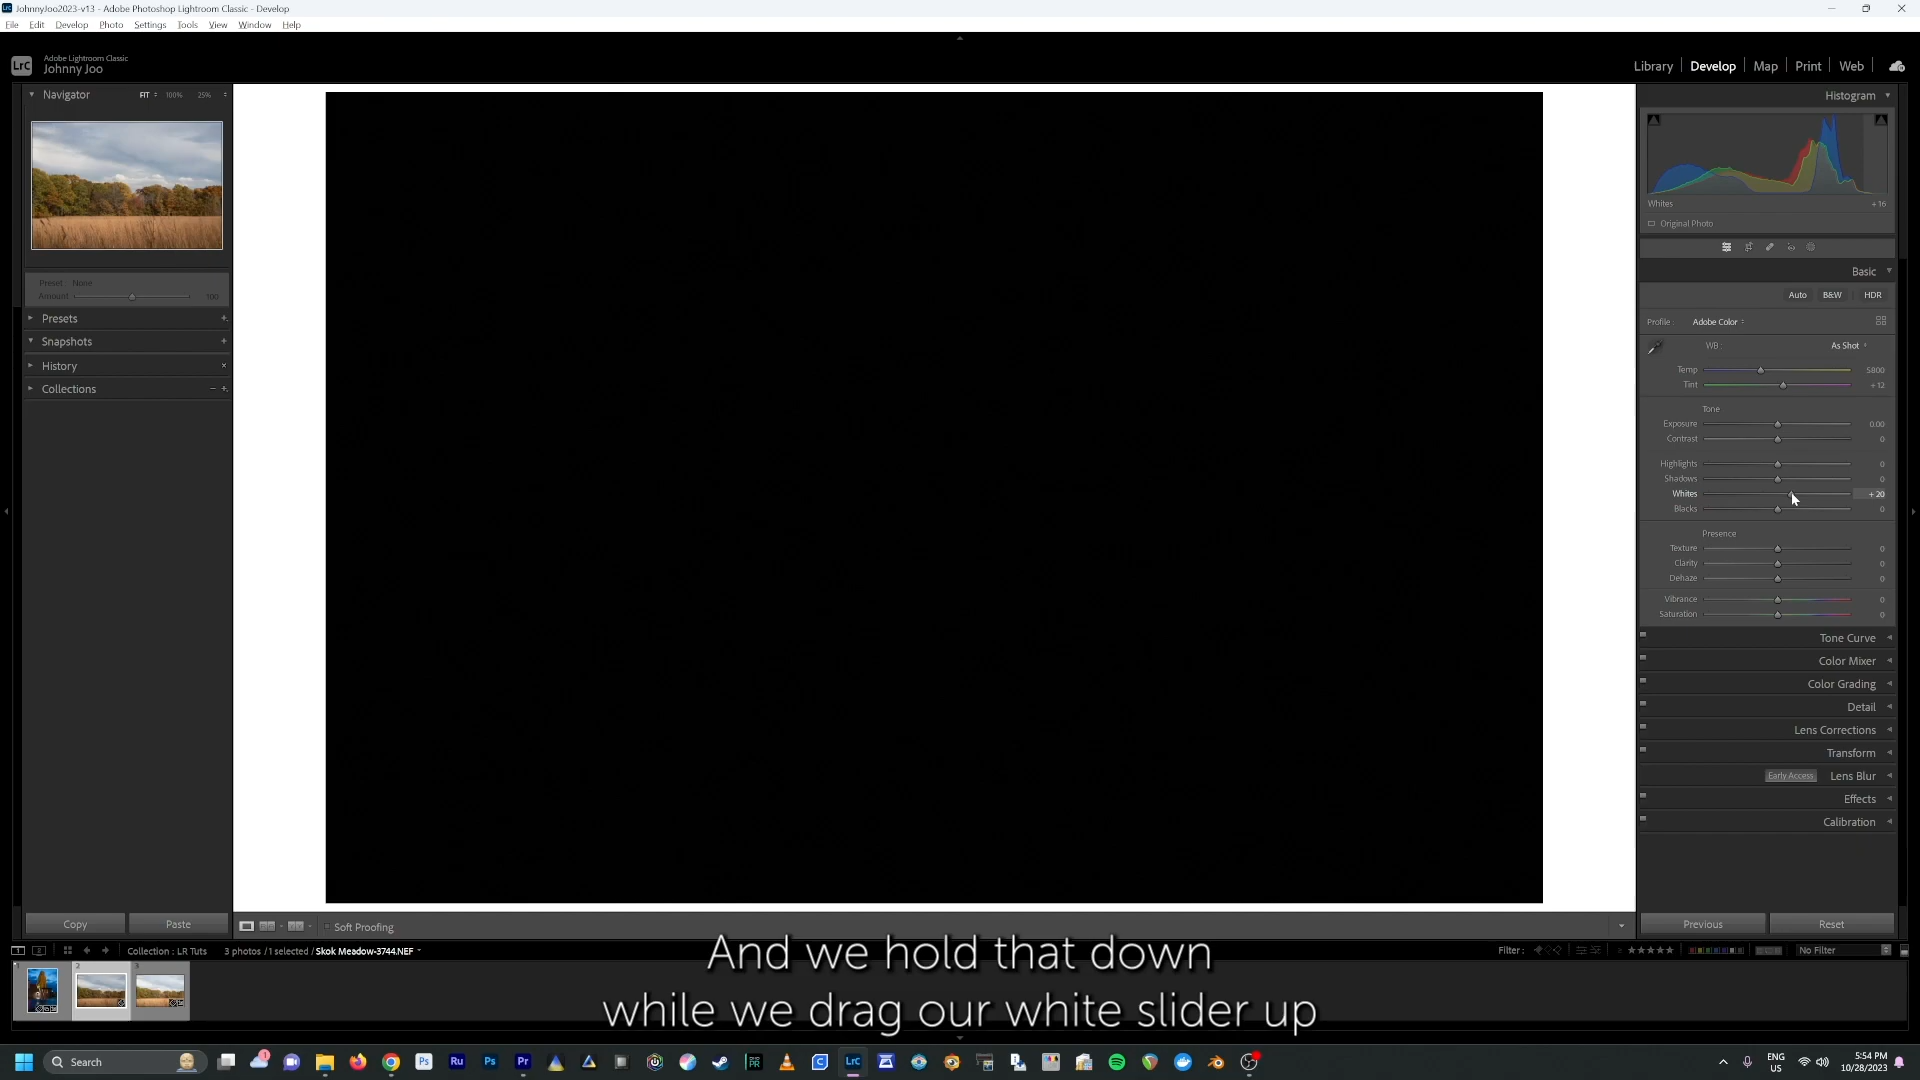 JohnnyJoo2023-v13 - Adobe Photoshop Lightroom Classic - Develop
File Edit Develop Photo Settings Tools View Window Help
LrC
Adobe Lightroom Classic
Johnny Joo
Library Develop Map Print Web
Navigator FIT 100% 25%
Preset: None
Amount 100
Presets
Snapshots
History
Collections
Copy Paste
Histogram
Whites +16
Original Photo
Basic
Auto B&W HDR
Profile: Adobe Color
WB: As Shot
Temp 5800
Tint +12
Tone
Exposure 0.00
Contrast 0
Highlights 0
Shadows 0
Whites +20
Blacks 0
Presence
Texture 0
Clarity 0
Dehaze 0
Vibrance 0
Saturation 0
Tone Curve
Color Mixer
Color Grading
Detail
Lens Corrections
Transform
Early Access Lens Blur
Effects
Calibration
Previous Reset
Soft Proofing
1 2 Collection : LR Tuts 3 photos / 1 selected / Skok Meadow-3744.NEF
Filter: No Filter
And we hold that down
while we drag our white slider up
Search
ENG
US
5:54 PM
10/28/2023